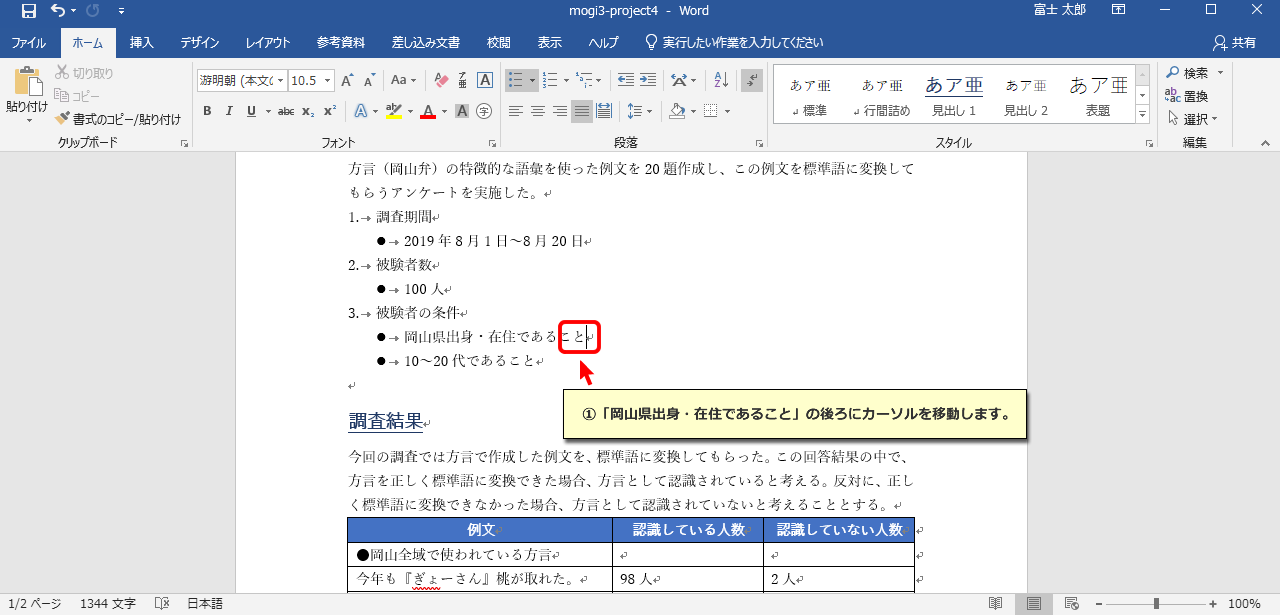 mogi3-project4 - Word
富士 太郎
ファイル ホーム 挿入 デザイン レイアウト 参考資料 差し込み文書 校閲 表示 ヘルプ 実行したい作業を入力してください 共有
貼り付け
切り取り
コピー
書式のコピー/貼り付け
クリップボード
游明朝 (本文の 10.5
フォント
段落
あア亜 標準
あア亜 行間詰め
あア亜 見出し 1
あア亜 見出し 2
あア亜 表題
スタイル
検索
置換
選択
編集
方言（岡山弁）の特徴的な語彙を使った例文を 20 題作成し、この例文を標準語に変換して
もらうアンケートを実施した。
1. 調査期間
● 2019 年 8 月 1 日～8 月 20 日
2. 被験者数
● 100 人
3. 被験者の条件
● 岡山県出身・在住であること
● 10～20 代であること
①「岡山県出身・在住であること」の後ろにカーソルを移動します。
調査結果
今回の調査では方言で作成した例文を、標準語に変換してもらった。この回答結果の中で、
方言を正しく標準語に変換できた場合、方言として認識されていると考える。反対に、正し
く標準語に変換できなかった場合、方言として認識されていないと考えることとする。
例文 認識している人数 認識していない人数
●岡山全域で使われている方言
今年も『ぎょーさん』桃が取れた。 98 人 2 人
1/2 ページ 1344 文字 日本語 100%